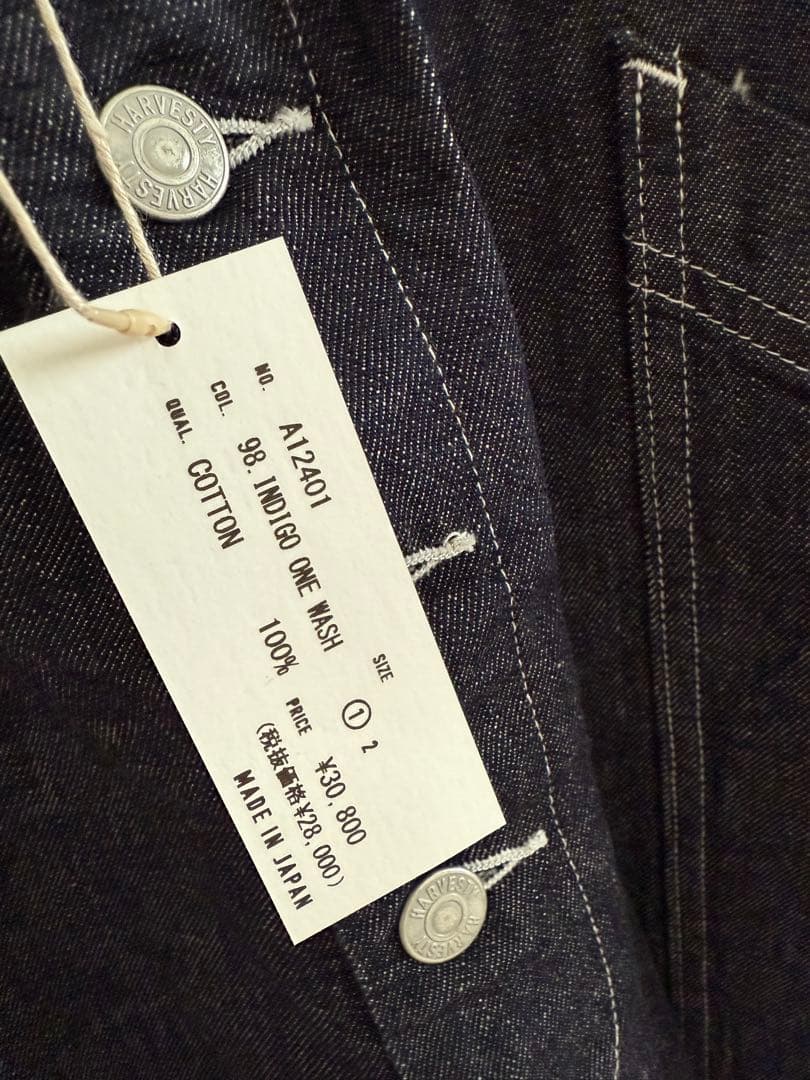 HARVESTY HARVESTY
NO. A12401
COL. 98. INDIGO ONE WASH
QUAL. COTTON 100%
SIZE ① 2
PRICE ¥30,800
(税抜価格¥28,000)
MADE IN JAPAN
HARVESTY HARVESTY